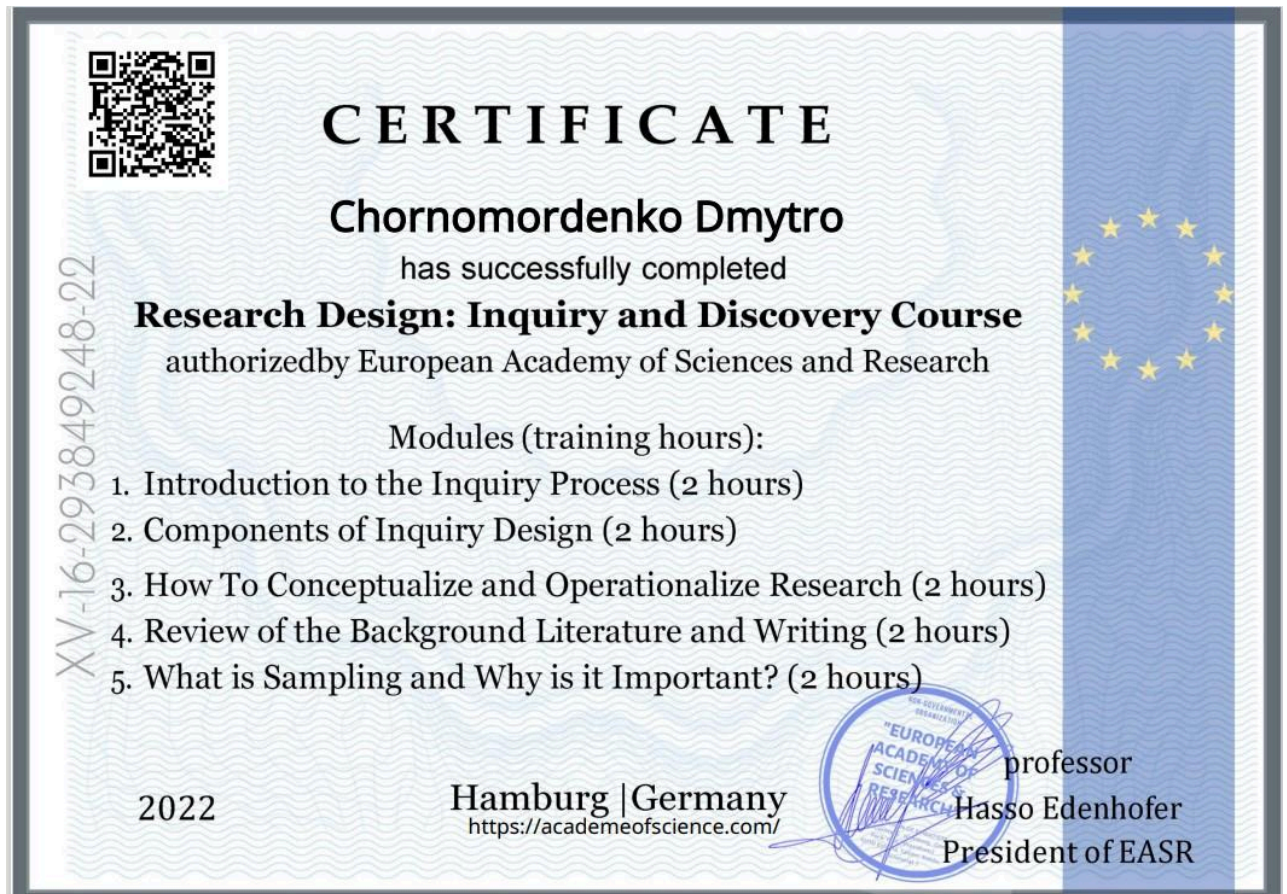 CERTIFICATE
Chornomordenko Dmytro
has successfully completed
Research Design: Inquiry and Discovery Course
authorizedby European Academy of Sciences and Research
Modules (training hours):
1. Introduction to the Inquiry Process (2 hours)
2. Components of Inquiry Design (2 hours)
3. How To Conceptualize and Operationalize Research (2 hours)
4. Review of the Background Literature and Writing (2 hours)
5. What is Sampling and Why is it Important? (2 hours)
XV-16-2938492248-22
2022
Hamburg |Germany
https://academeofscience.com/
NON-GOVERNMENTAL
ORGANIZATION
"EUROPEAN
ACADEMY OF
SCIENCES &
RESEARCH"
professor
Hasso Edenhofer
President of EASR